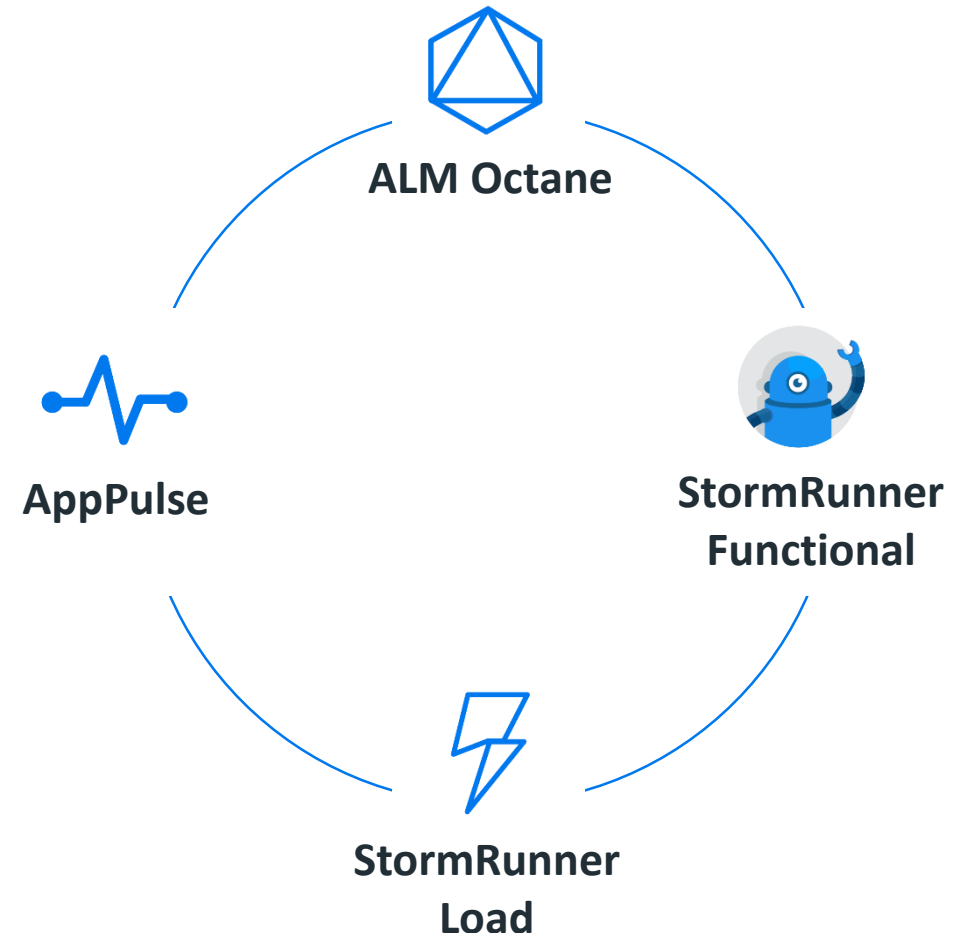 ALM Octane
AppPulse
StormRunner
Functional
StormRunner
Load